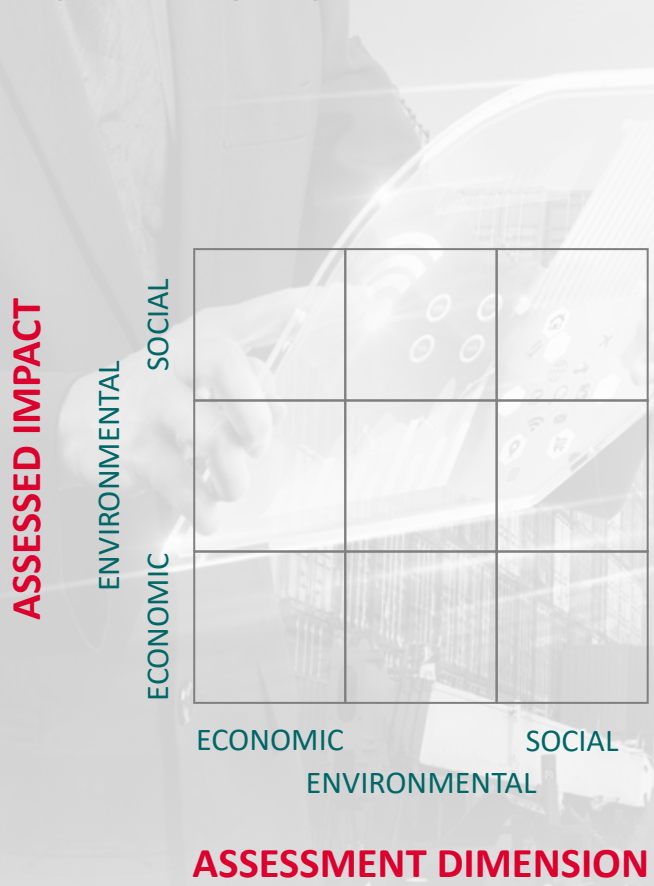 ASSESSED IMPACT
SOCIAL
ENVIRONMENTAL
ECONOMIC
ECONOMIC
SOCIAL
ENVIRONMENTAL
ASSESSMENT DIMENSION